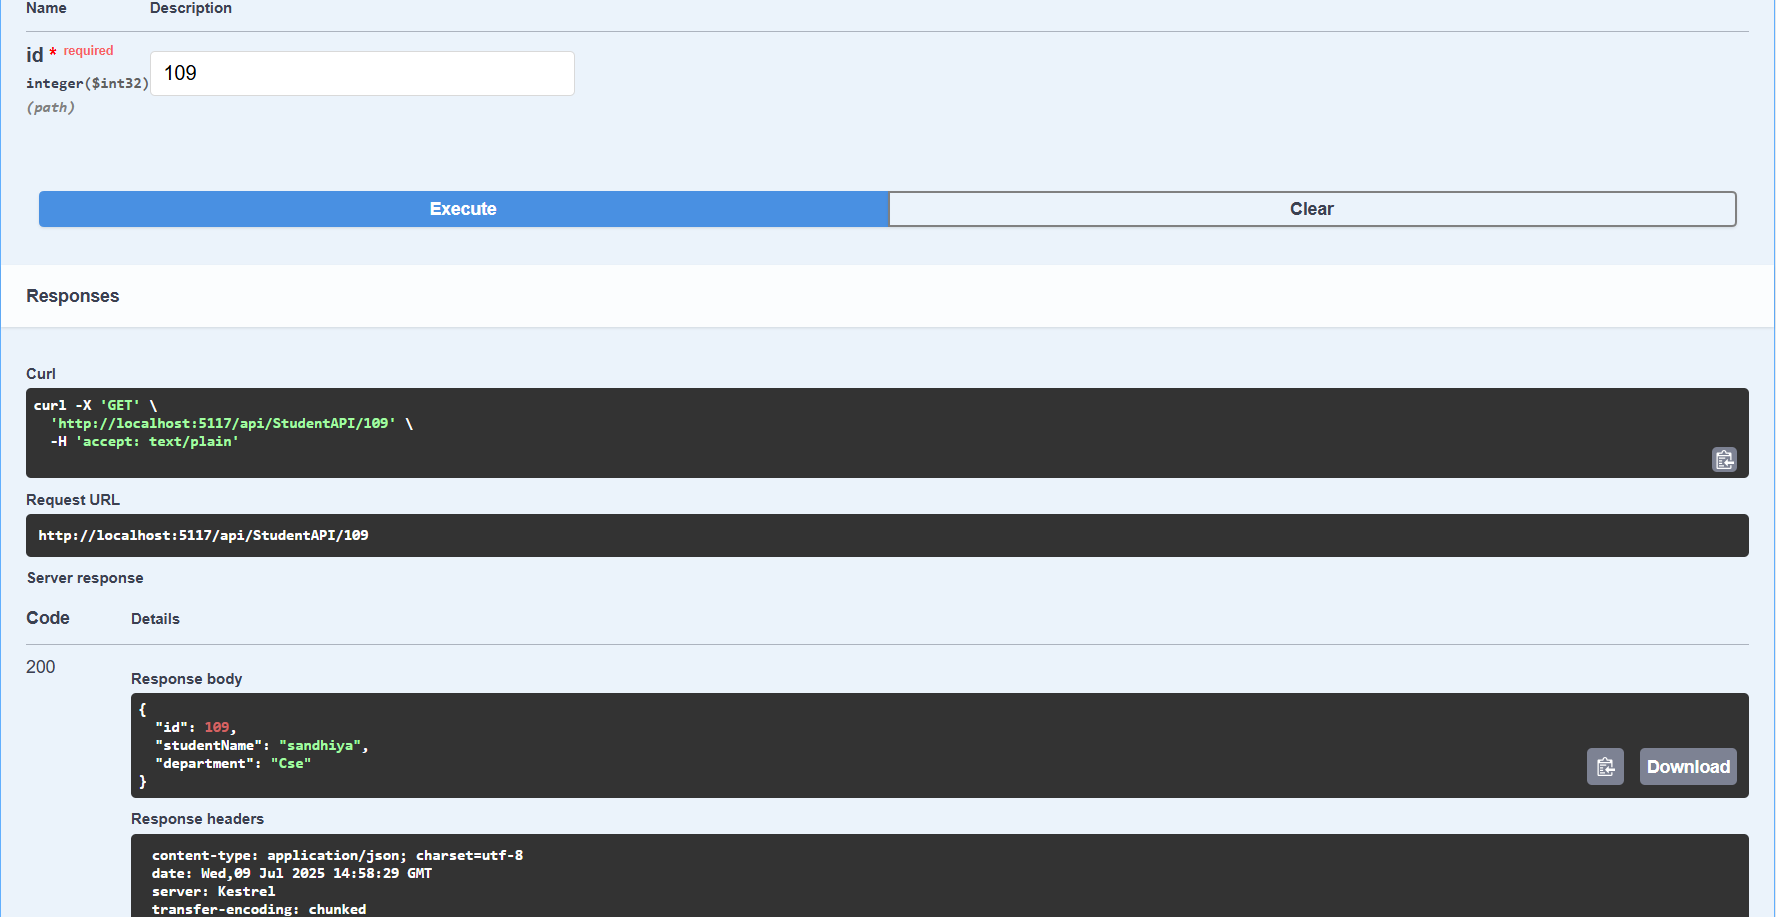 Name Description
id * required
integer($int32)
(path)
109
Execute Clear
Responses
Curl
curl -X 'GET' \
  'http://localhost:5117/api/StudentAPI/109' \
  -H 'accept: text/plain'
Request URL
http://localhost:5117/api/StudentAPI/109
Server response
Code Details
200
Response body
{
  "id": 109,
  "studentName": "sandhiya",
  "department": "Cse"
}
Download
Response headers
content-type: application/json; charset=utf-8
date: Wed,09 Jul 2025 14:58:29 GMT
server: Kestrel
transfer-encoding: chunked